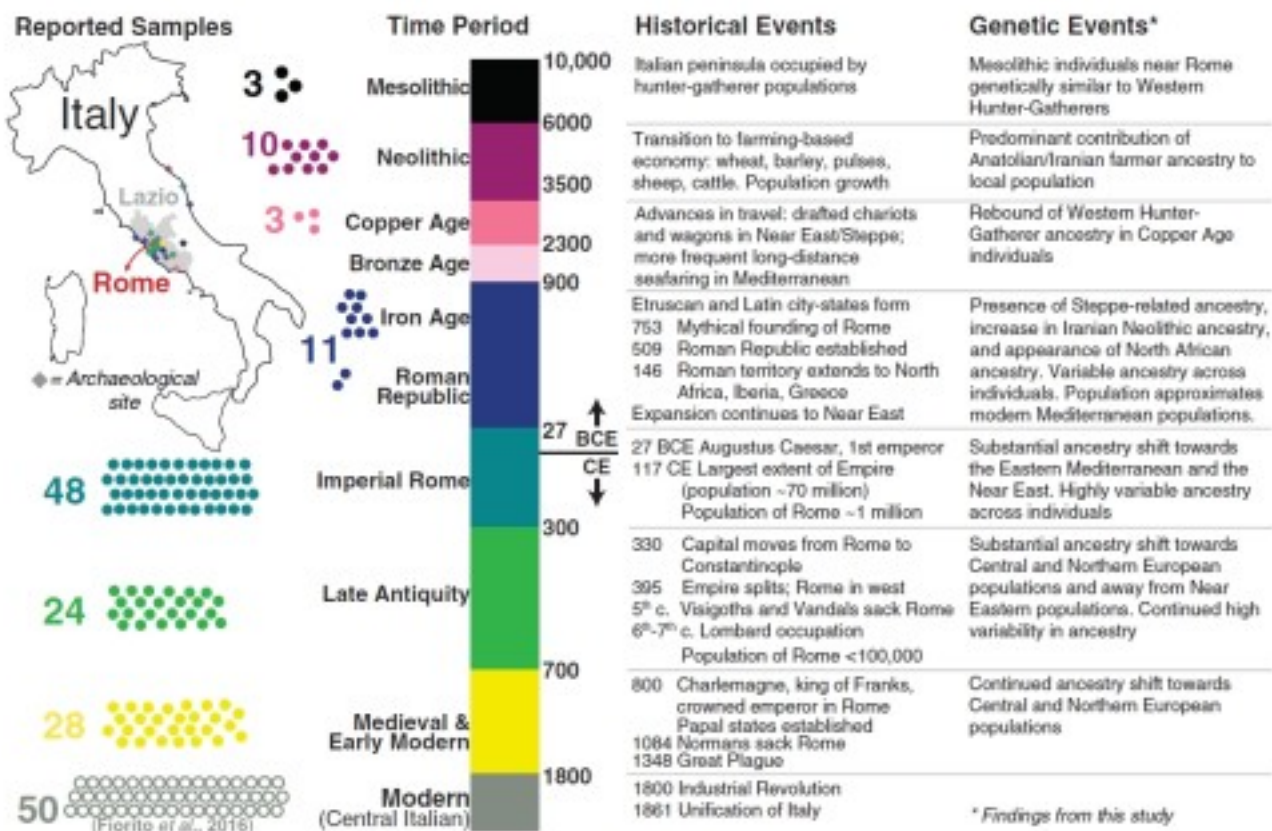 Reported Samples
Time Period
Historical Events
Genetic Events*
Italy
Lazio
Rome
◆ = Archaeological
site
3
Mesolithic
10,000
Italian peninsula occupied by
hunter-gatherer populations
Mesolithic individuals near Rome
genetically similar to Western
Hunter-Gatherers
6000
10
Neolithic
Transition to farming-based
economy: wheat, barley, pulses,
sheep, cattle. Population growth
Predominant contribution of
Anatolian/Iranian farmer ancestry to
local population
3500
3
Copper Age
Advances in travel: drafted chariots
and wagons in Near East/Steppe;
more frequent long-distance
seafaring in Mediterranean
Rebound of Western Hunter-
Gatherer ancestry in Copper Age
individuals
2300
Bronze Age
900
11
Iron Age
Roman
Republic
Etruscan and Latin city-states form
753 Mythical founding of Rome
509 Roman Republic established
146 Roman territory extends to North
Africa, Iberia, Greece
Expansion continues to Near East
Presence of Steppe-related ancestry,
increase in Iranian Neolithic ancestry,
and appearance of North African
ancestry. Variable ancestry across
individuals. Population approximates
modern Mediterranean populations.
27
BCE
CE
48
Imperial Rome
27 BCE Augustus Caesar, 1st emperor
117 CE Largest extent of Empire
(population ~70 million)
Population of Rome ~1 million
Substantial ancestry shift towards
the Eastern Mediterranean and the
Near East. Highly variable ancestry
across individuals
300
24
Late Antiquity
330 Capital moves from Rome to
Constantinople
395 Empire splits; Rome in west
5th c. Visigoths and Vandals sack Rome
6th-7th c. Lombard occupation
Population of Rome <100,000
Substantial ancestry shift towards
Central and Northern European
populations and away from Near
Eastern populations. Continued high
variability in ancestry
700
28
Medieval &
Early Modern
800 Charlemagne, king of Franks,
crowned emperor in Rome
Papal states established
1084 Normans sack Rome
1348 Great Plague
Continued ancestry shift towards
Central and Northern European
populations
1800
50
(Fiorito et al., 2016)
Modern
(Central Italian)
1800 Industrial Revolution
1861 Unification of Italy
* Findings from this study